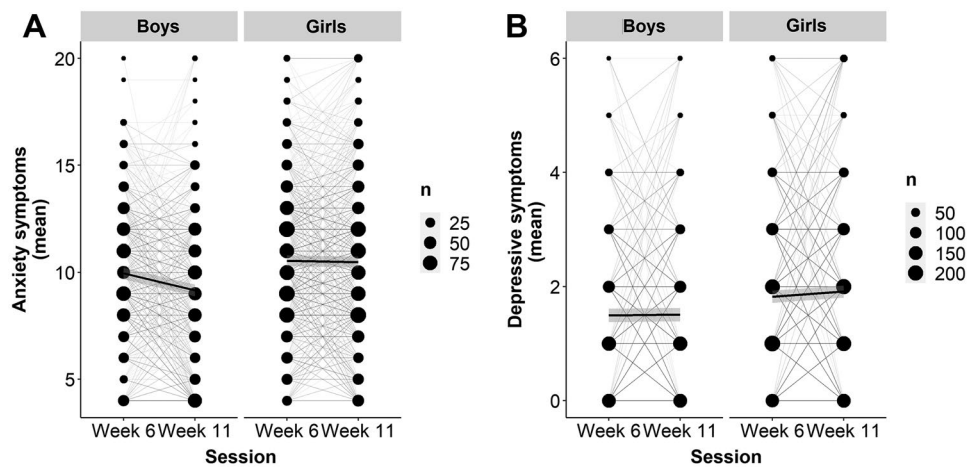 A
Boys
Girls
Anxiety symptoms
(mean)
20
15
10
5
Week 6 Week 11
Week 6 Week 11
Session
n
25
50
75
B
Boys
Girls
Depressive symptoms
(mean)
6
4
2
0
Week 6 Week 11
Week 6 Week 11
Session
n
50
100
150
200